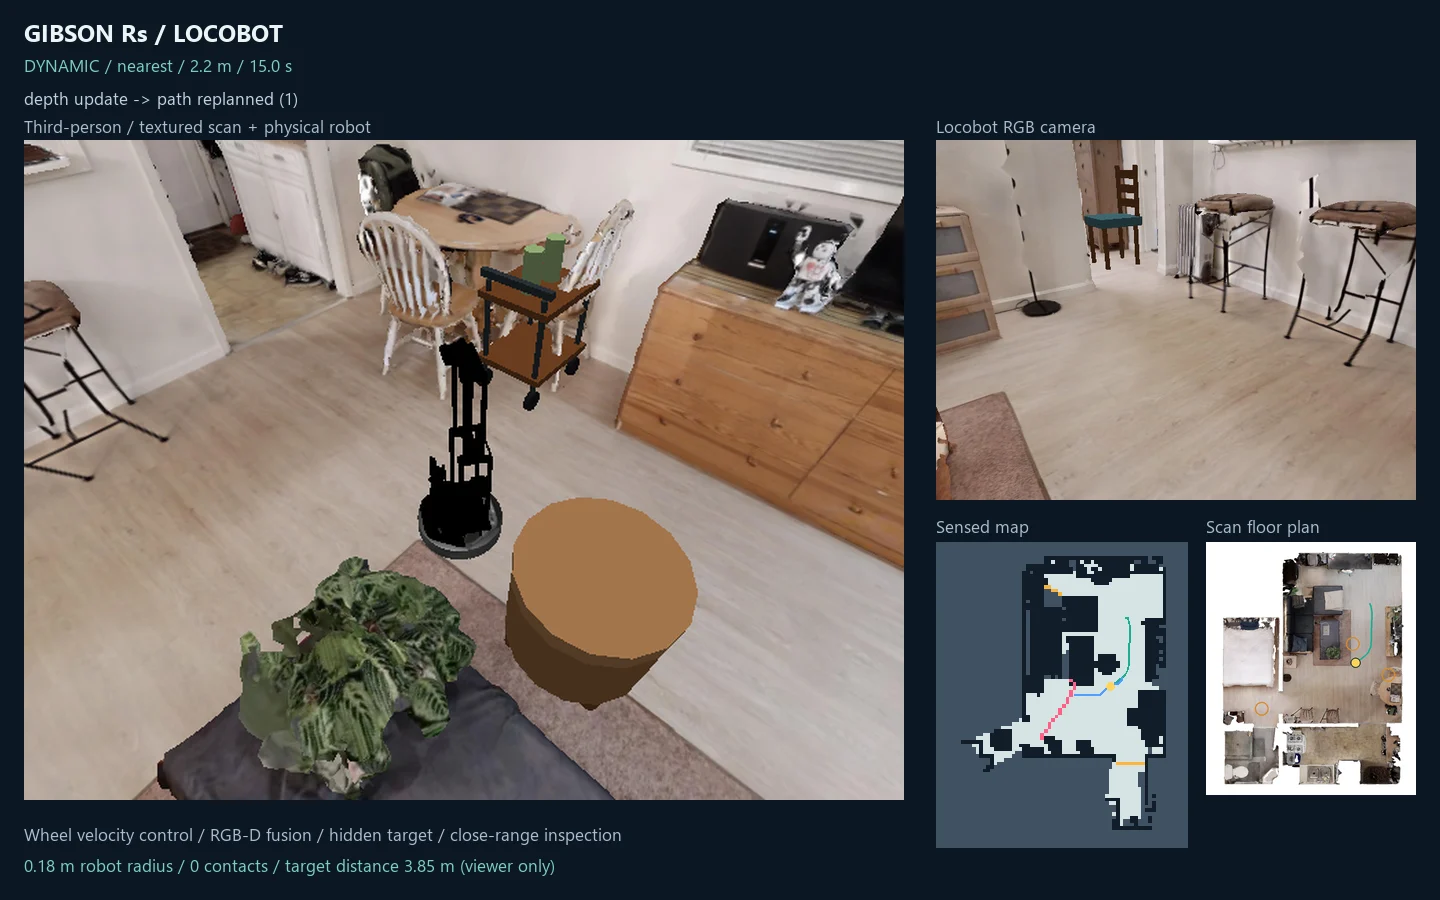 GIBSON Rs / LOCOBOT
DYNAMIC / nearest / 2.2 m / 15.0 s
depth update -> path replanned (1)
Third-person / textured scan + physical robot
Locobot RGB camera
Sensed map
Scan floor plan
Wheel velocity control / RGB-D fusion / hidden target / close-range inspection
0.18 m robot radius / 0 contacts / target distance 3.85 m (viewer only)